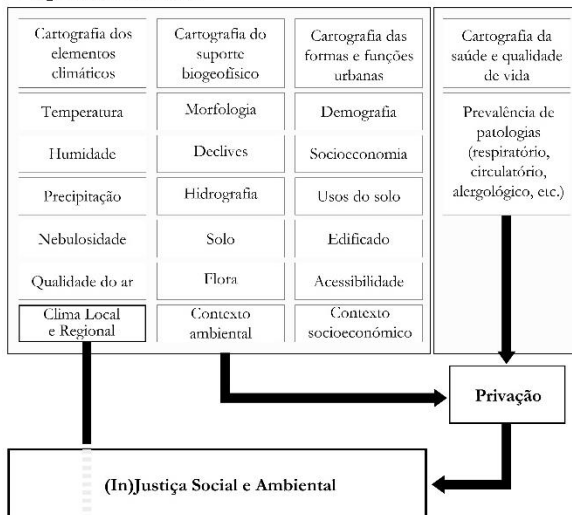 Cartografia dos
elementos
climáticos
Temperatura
Humidade
Precipitação
Nebulosidade
Qualidade do ar
Clima Local
e Regional
Cartografia do
suporte
biogeofísico
Morfologia
Declives
Hidrografia
Solo
Flora
Contexto
ambiental
Cartografia das
formas e funções
urbanas
Demografia
Socioeconomia
Usos do solo
Edificado
Acessibilidade
Contexto
socioeconómico
Cartografia da
saúde e qualidade
de vida
Prevalência de
patologias
(respiratório,
circulatório,
alergológico, etc.)
Privação
(In)Justiça Social e Ambiental